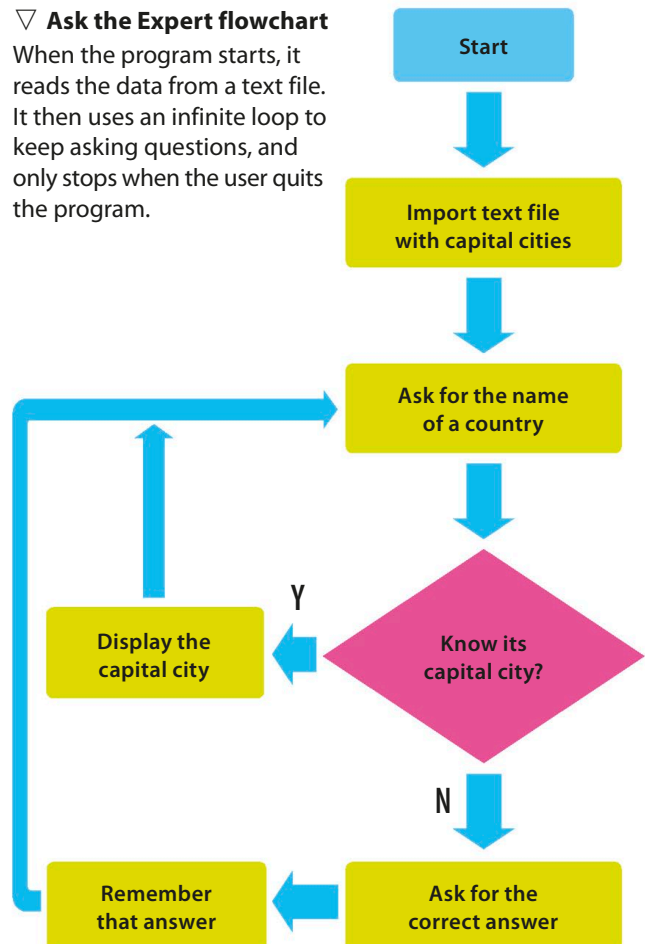 ▽ Ask the Expert flowchart
When the program starts, it
reads the data from a text file.
It then uses an infinite loop to
keep asking questions, and
only stops when the user quits
the program.
Start
Import text file
with capital cities
Ask for the name
of a country
Know its
capital city?
Y
Display the
capital city
N
Ask for the
correct answer
Remember
that answer